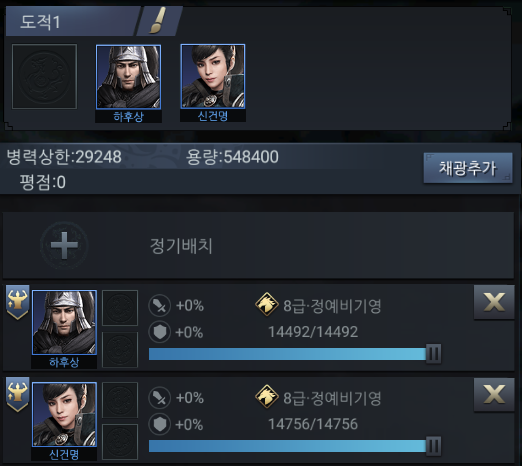 도적1
하후상 신건명
병력상한:29248 용량:548400
평점:0
채광추가
정기배치
+0% 8급·정예비기영
+0% 14492/14492
하후상
+0% 8급·정예비기영
+0% 14756/14756
신건명